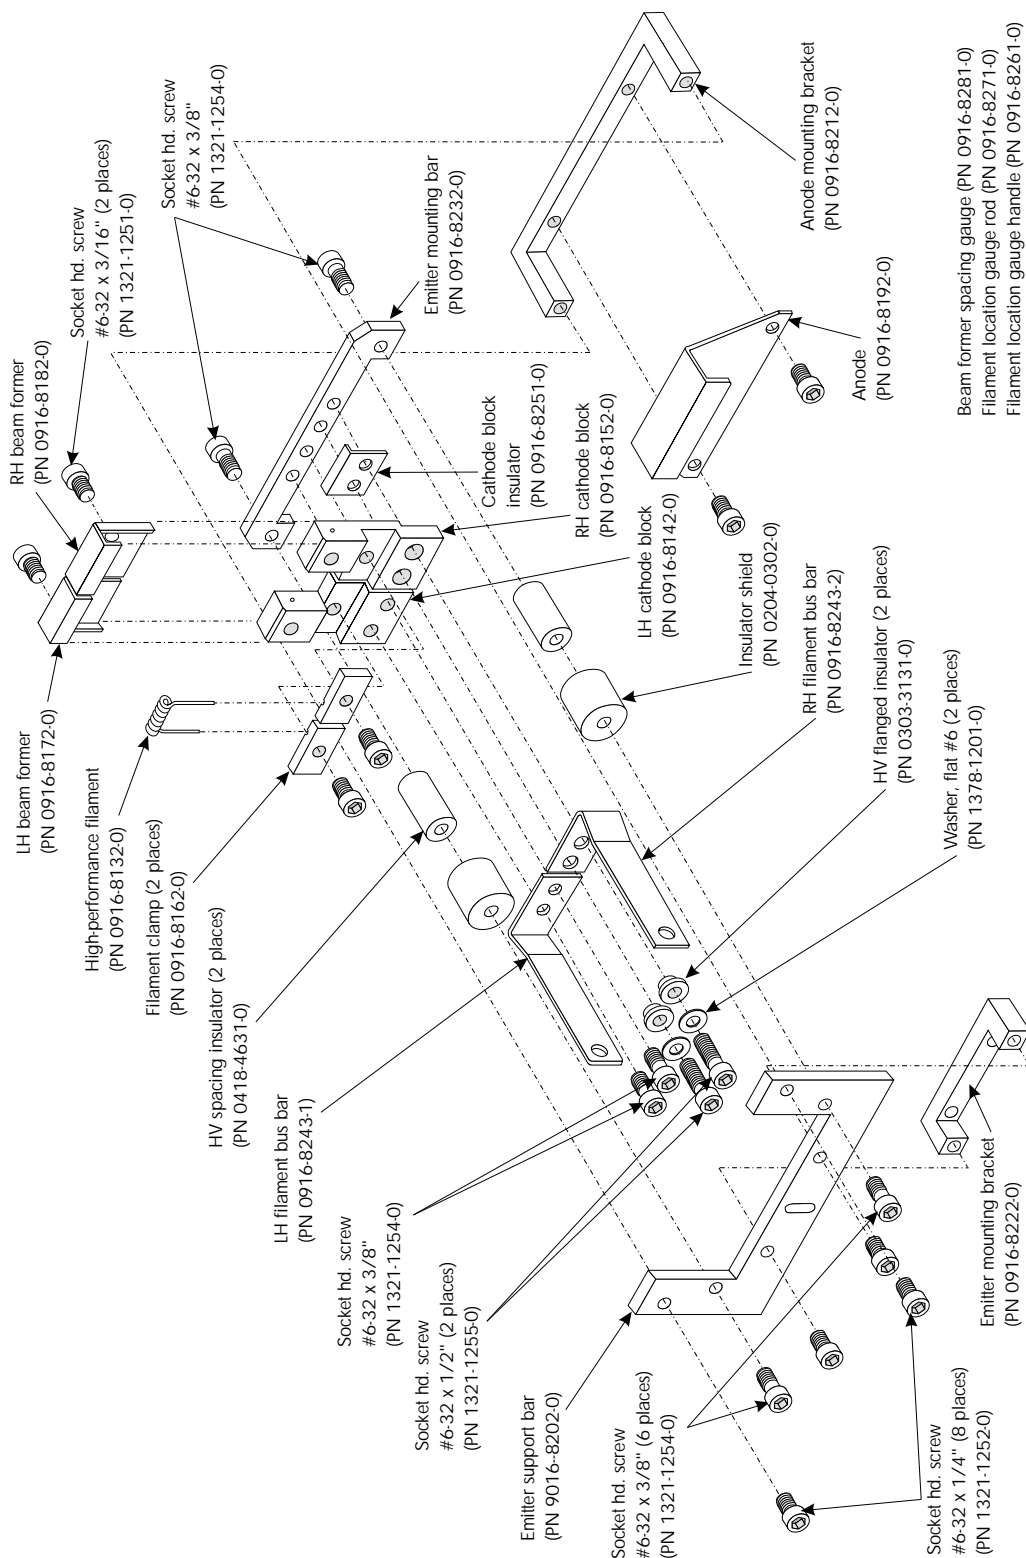 LH beam former
(PN 0916-8172-0)
RH beam former
(PN 0916-8182-0)
Socket hd. screw
#6-32 x 3/16" (2 places)
(PN 1321-1251-0)
Socket hd. screw
#6-32 x 3/8"
(PN 1321-1254-0)
High-performance filament
(PN 0916-8132-0)
Filament clamp (2 places)
(PN 0916-8162-0)
HV spacing insulator (2 places)
(PN 0418-4631-0)
LH filament bus bar
(PN 0916-8243-1)
Socket hd. screw
#6-32 x 3/8"
(PN 1321-1254-0)
Socket hd. screw
#6-32 x 1/2" (2 places)
(PN 1321-1255-0)
Emitter support bar
(PN 9016-8202-0)
Socket hd. screw
#6-32 x 3/8" (6 places)
(PN 1321-1254-0)
Emitter mounting bar
(PN 0916-8232-0)
Cathode block
insulator
(PN 0916-8251-0)
RH cathode block
(PN 0916-8152-0)
LH cathode block
(PN 0916-8142-0)
Insulator shield
(PN 0204-0302-0)
RH filament bus bar
(PN 0916-8243-2)
HV flanged insulator (2 places)
(PN 0303-3131-0)
Washer, flat #6 (2 places)
(PN 1378-1201-0)
Anode mounting bracket
(PN 0916-8212-0)
Anode
(PN 0916-8192-0)
Emitter mounting bracket
(PN 0916-8222-0)
Socket hd. screw
#6-32 x 1/4" (8 places)
(PN 1321-1252-0)
Beam former spacing gauge (PN 0916-8281-0)
Filament location gauge rod (PN 0916-8271-0)
Filament location gauge handle (PN 0916-8261-0)